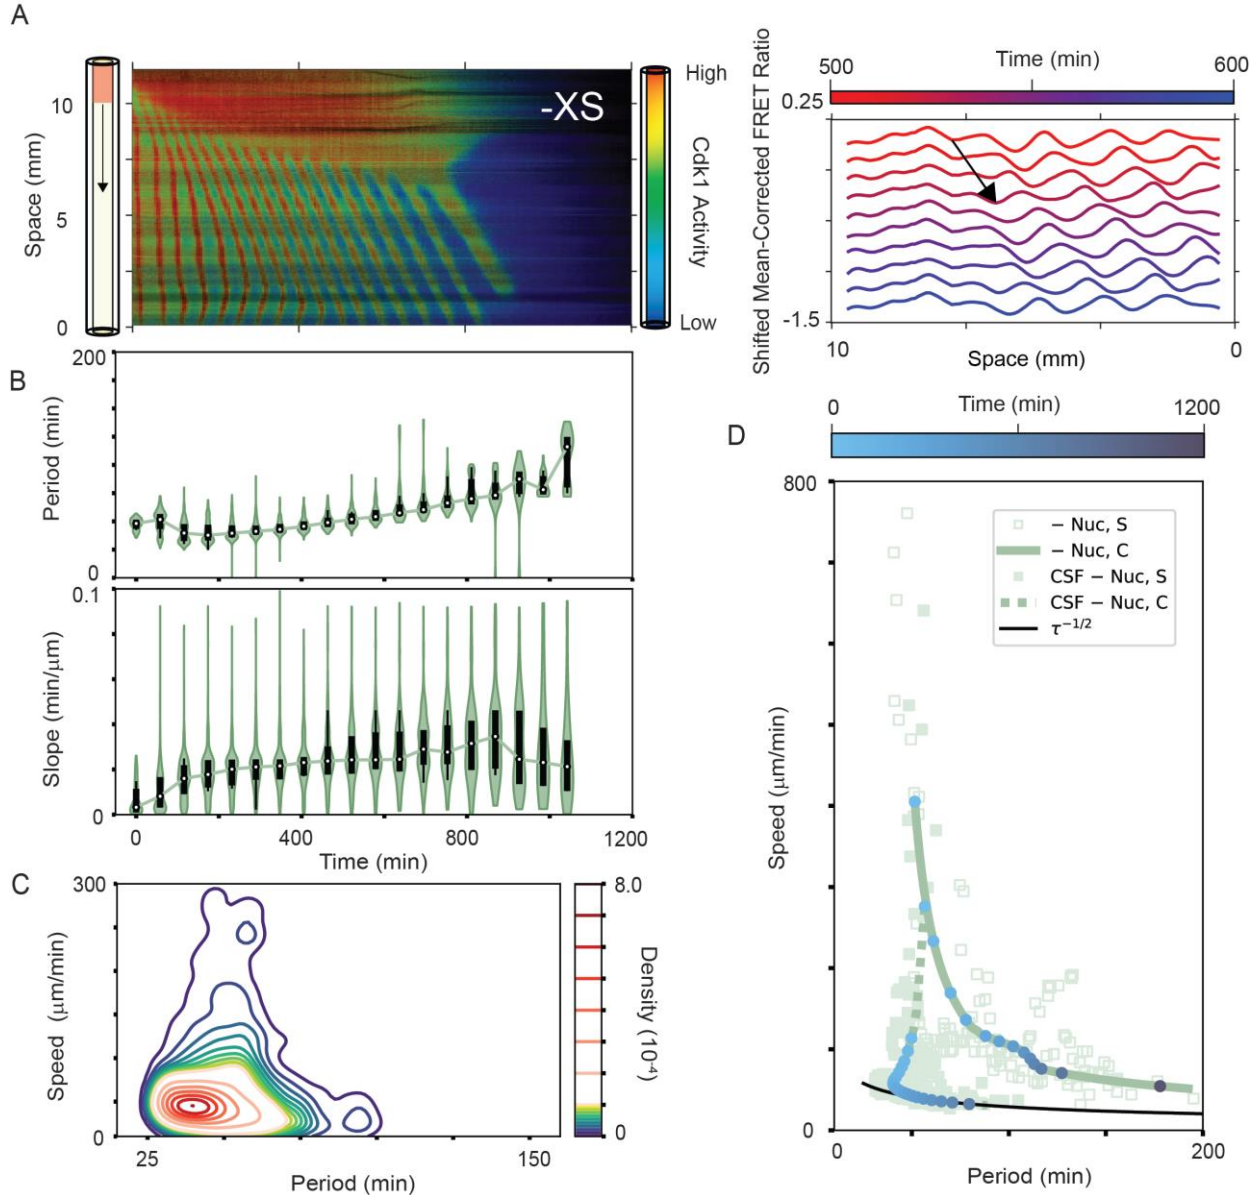 A
-XS
High
Low
Cdk1 Activity
Space (mm)
10
5
0
Time (min)
500
600
Shifted Mean-Corrected FRET Ratio
0.25
-1.5
10
0
Space (mm)
B
Period (min)
200
0
Slope (min/μm)
0.1
0
0
400
800
1200
Time (min)
C
Speed (μm/min)
300
0
25
150
Period (min)
8.0
0
Density (10⁻⁴)
D
Time (min)
0
1200
Speed (μm/min)
800
0
0
200
Period (min)
− Nuc, S
− Nuc, C
CSF − Nuc, S
CSF − Nuc, C
τ⁻¹/²